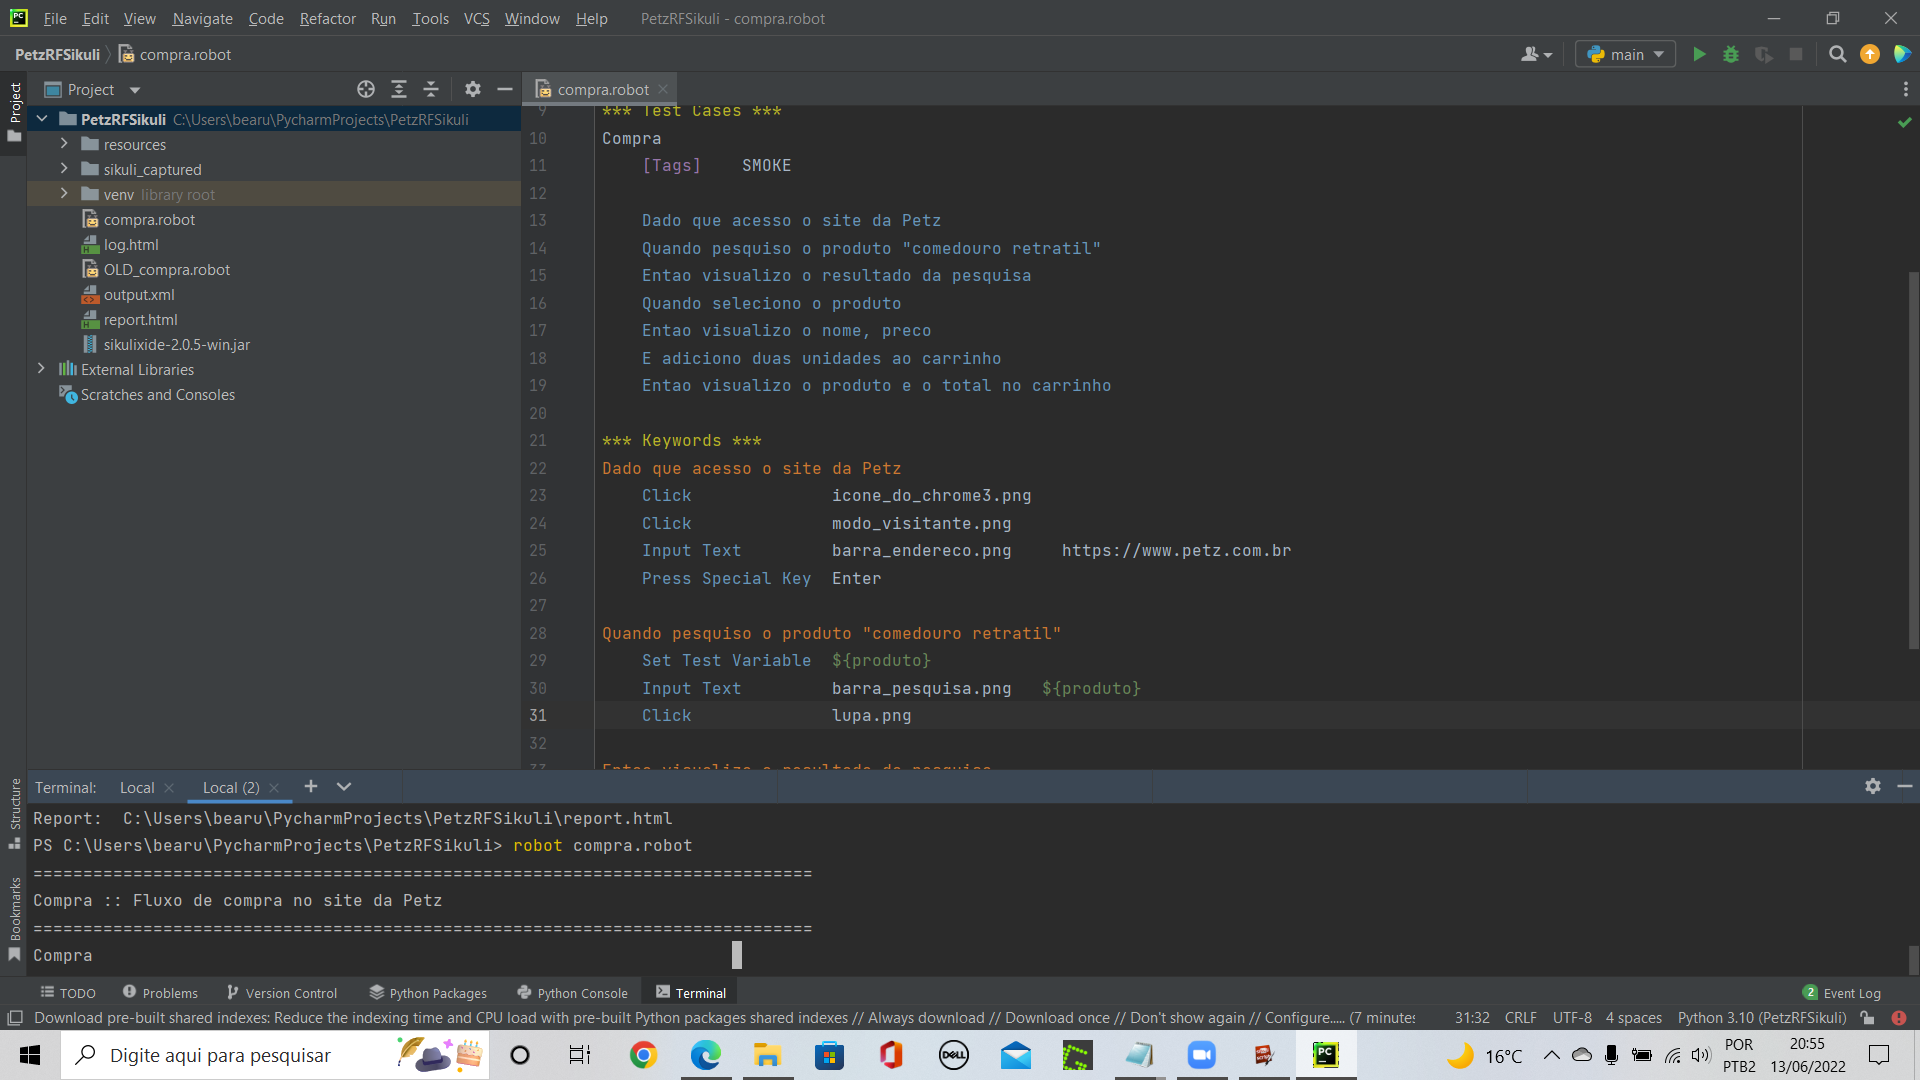 File Edit View Navigate Code Refactor Run Tools VCS Window Help PetzRFSikuli - compra.robot
PetzRFSikuli compra.robot main
Project compra.robot
Project
PetzRFSikuli C:\Users\bearu\PycharmProjects\PetzRFSikuli
resources
sikuli_captured
venv library root
compra.robot
log.html
OLD_compra.robot
output.xml
report.html
sikulixide-2.0.5-win.jar
External Libraries
Scratches and Consoles
9 *** Test Cases ***
10 Compra
11 [Tags] SMOKE
12
13 Dado que acesso o site da Petz
14 Quando pesquiso o produto "comedouro retratil"
15 Entao visualizo o resultado da pesquisa
16 Quando seleciono o produto
17 Entao visualizo o nome, preco
18 E adiciono duas unidades ao carrinho
19 Entao visualizo o produto e o total no carrinho
20
21 *** Keywords ***
22 Dado que acesso o site da Petz
23 Click icone_do_chrome3.png
24 Click modo_visitante.png
25 Input Text barra_endereco.png https://www.petz.com.br
26 Press Special Key Enter
27
28 Quando pesquiso o produto "comedouro retratil"
29 Set Test Variable ${produto}
30 Input Text barra_pesquisa.png ${produto}
31 Click lupa.png
32
33 Entao visualizo o resultado da pesquisa
Structure
Bookmarks
Terminal: Local Local (2)
Report: C:\Users\bearu\PycharmProjects\PetzRFSikuli\report.html
PS C:\Users\bearu\PycharmProjects\PetzRFSikuli> robot compra.robot
==============================================================================
Compra :: Fluxo de compra no site da Petz
==============================================================================
Compra
TODO Problems Version Control Python Packages Python Console Terminal 2 Event Log
Download pre-built shared indexes: Reduce the indexing time and CPU load with pre-built Python packages shared indexes // Always download // Download once // Don't show again // Configure..... (7 minutes 31:32 CRLF UTF-8 4 spaces Python 3.10 (PetzRFSikuli)
Digite aqui para pesquisar DELL PC 16°C POR 20:55
PTB2 13/06/2022